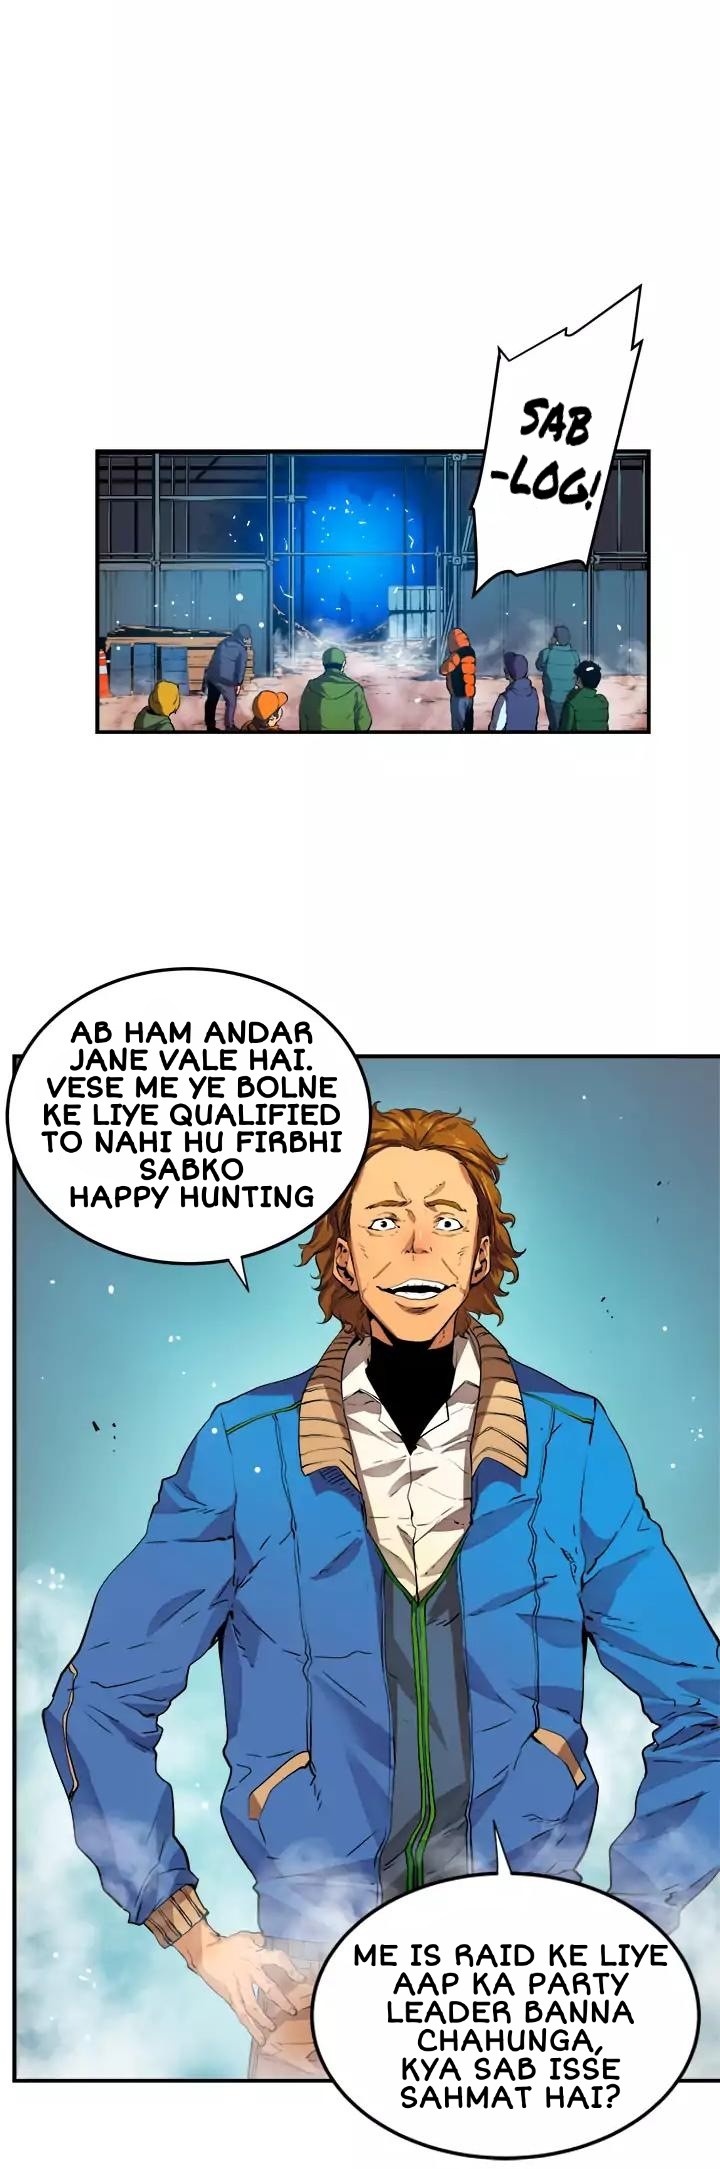 SAB
-LOG!
AB HAM ANDAR
JANE VALE HAI.
VESE ME YE BOLNE
KE LIYE QUALIFIED
TO NAHI HU FIRBHI
SABKO
HAPPY HUNTING
ME IS RAID KE LIYE
AAP KA PARTY
LEADER BANNA
CHAHUNGA,
KYA SAB ISSE
SAHMAT HAI?